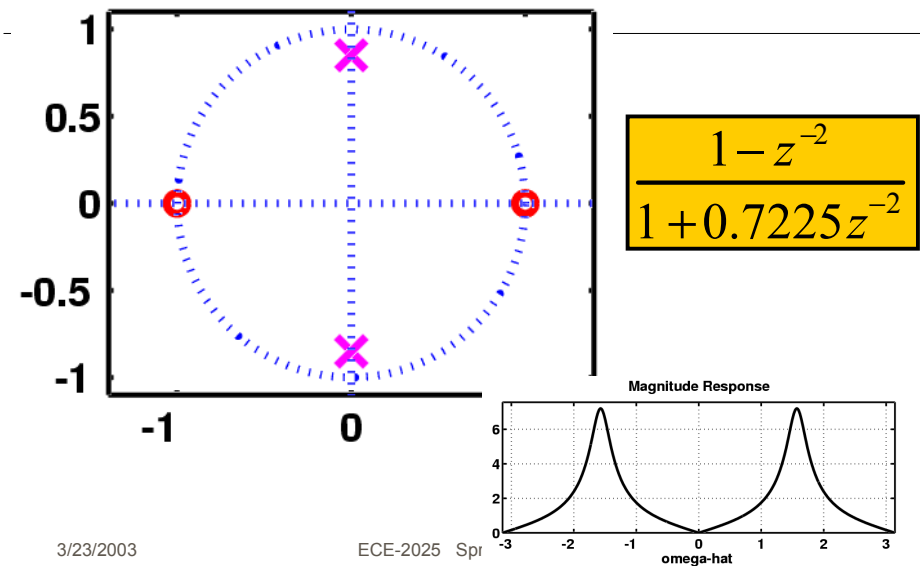 1
0.5
0
-0.5
-1
-1 0
1 − z^{-2}
1 + 0.7225z^{-2}
Magnitude Response
6
4
2
0
-3 -2 -1 0 1 2 3
omega-hat
3/23/2003
ECE-2025 Spr